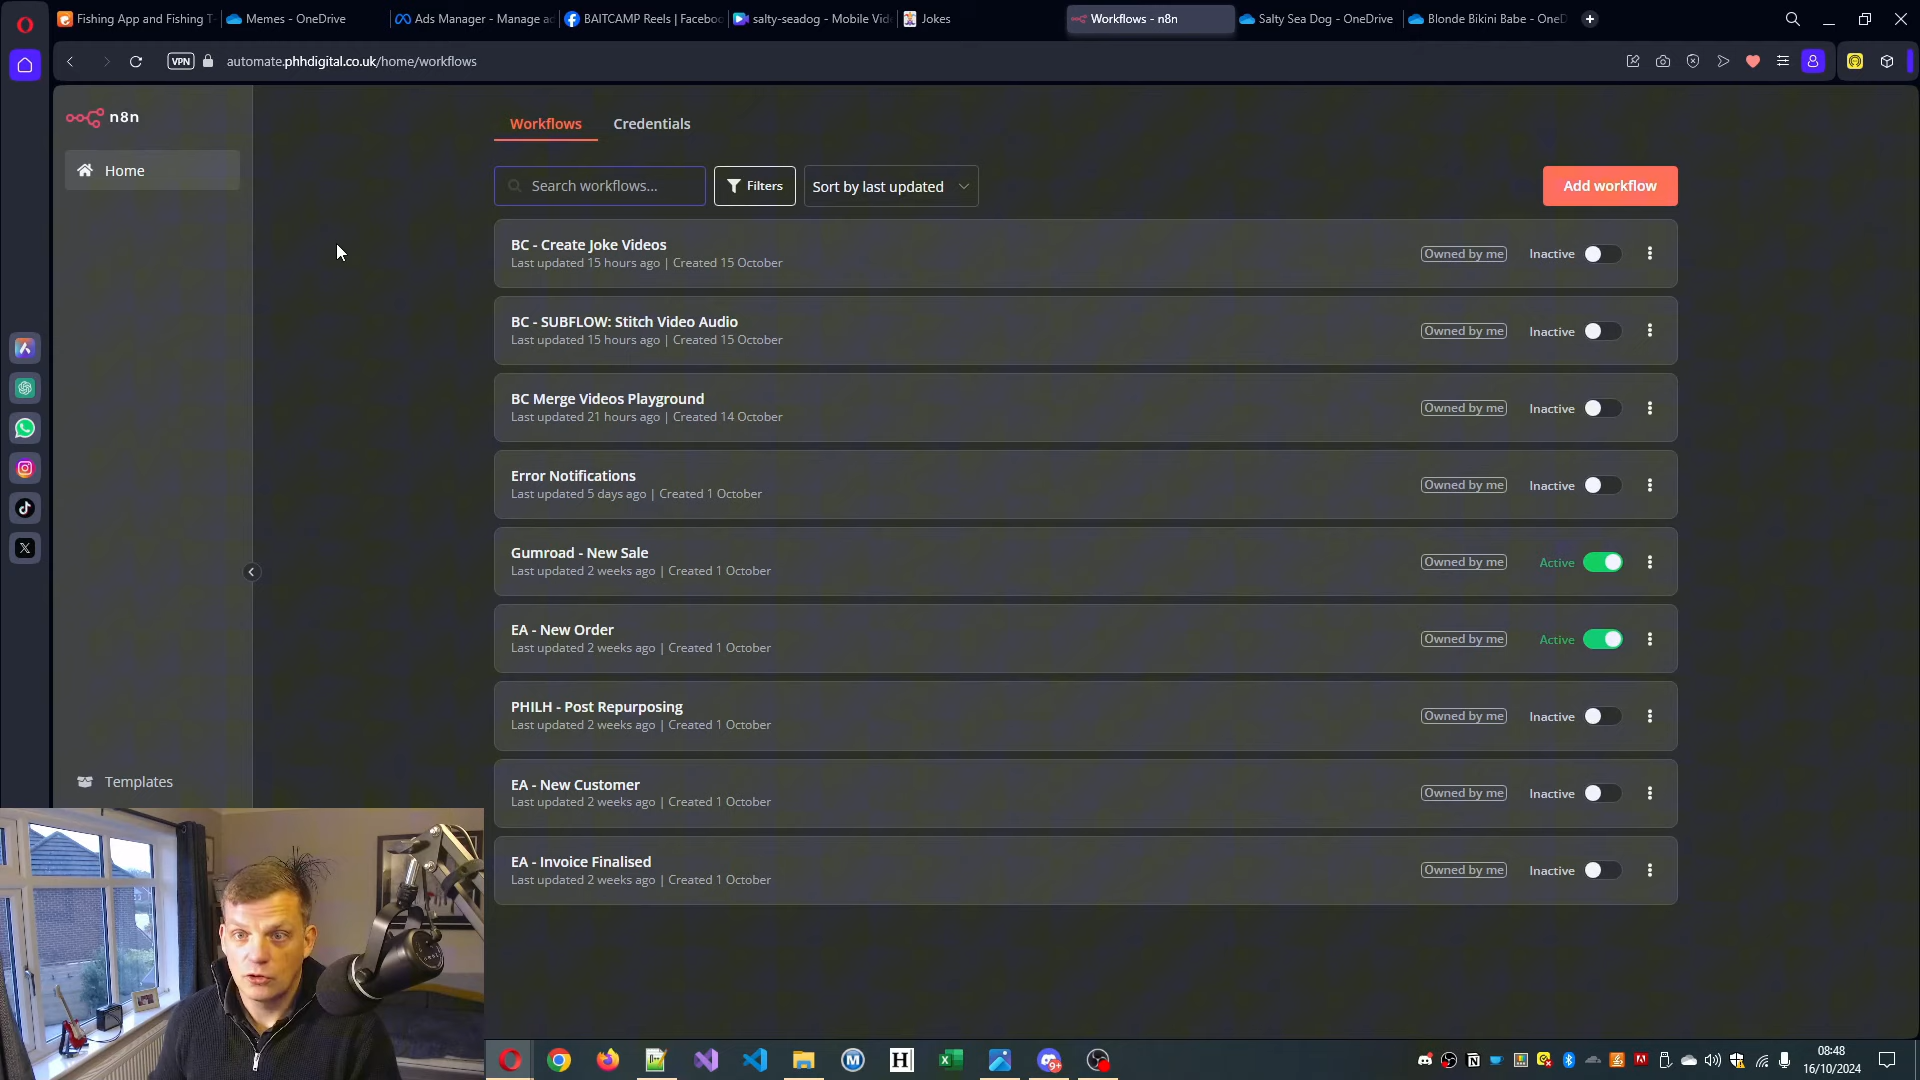 Fishing App and Fishing T
Memes - OneDrive
Ads Manager - Manage ad
BAITCAMP Reels | Faceboo
salty-seadog - Mobile Vide
Jokes
Workflows - n8n
Salty Sea Dog - OneDrive
Blonde Bikini Babe - OneD
VPN
automate.phhdigital.co.uk/home/workflows
n8n
Home
Templates
Workflows
Credentials
Search workflows...
Filters
Sort by last updated
Add workflow
BC - Create Joke Videos
Last updated 15 hours ago | Created 15 October
Owned by me
Inactive
BC - SUBFLOW: Stitch Video Audio
Last updated 15 hours ago | Created 15 October
Owned by me
Inactive
BC Merge Videos Playground
Last updated 21 hours ago | Created 14 October
Owned by me
Inactive
Error Notifications
Last updated 5 days ago | Created 1 October
Owned by me
Inactive
Gumroad - New Sale
Last updated 2 weeks ago | Created 1 October
Owned by me
Active
EA - New Order
Last updated 2 weeks ago | Created 1 October
Owned by me
Active
PHILH - Post Repurposing
Last updated 2 weeks ago | Created 1 October
Owned by me
Inactive
EA - New Customer
Last updated 2 weeks ago | Created 1 October
Owned by me
Inactive
EA - Invoice Finalised
Last updated 2 weeks ago | Created 1 October
Owned by me
Inactive
08:48
16/10/2024